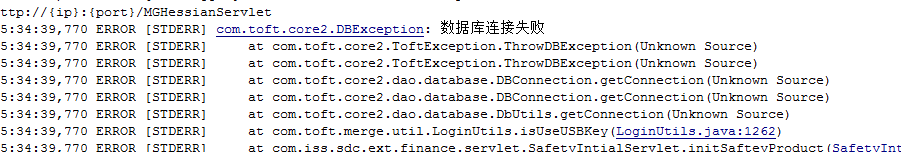 ttp://{ip}:{port}/MGHessianServlet
5:34:39,770 ERROR [STDERR] com.toft.core2.DBException: 数据库连接失败
5:34:39,770 ERROR [STDERR]     at com.toft.core2.ToftException.ThrowDBException(Unknown Source)
5:34:39,770 ERROR [STDERR]     at com.toft.core2.ToftException.ThrowDBException(Unknown Source)
5:34:39,770 ERROR [STDERR]     at com.toft.core2.dao.database.DBConnection.getConnection(Unknown Source)
5:34:39,770 ERROR [STDERR]     at com.toft.core2.dao.database.DBConnection.getConnection(Unknown Source)
5:34:39,770 ERROR [STDERR]     at com.toft.core2.dao.database.DbUtils.getConnection(Unknown Source)
5:34:39,770 ERROR [STDERR]     at com.toft.merge.util.LoginUtils.isUseUSBKey(LoginUtils.java:1262)
5:34:39,770 ERROR [STDERR]     at com.iss.sdc.ext.finance.servlet.SafetyIntialServlet.initSafteyProduct(SafetyInt